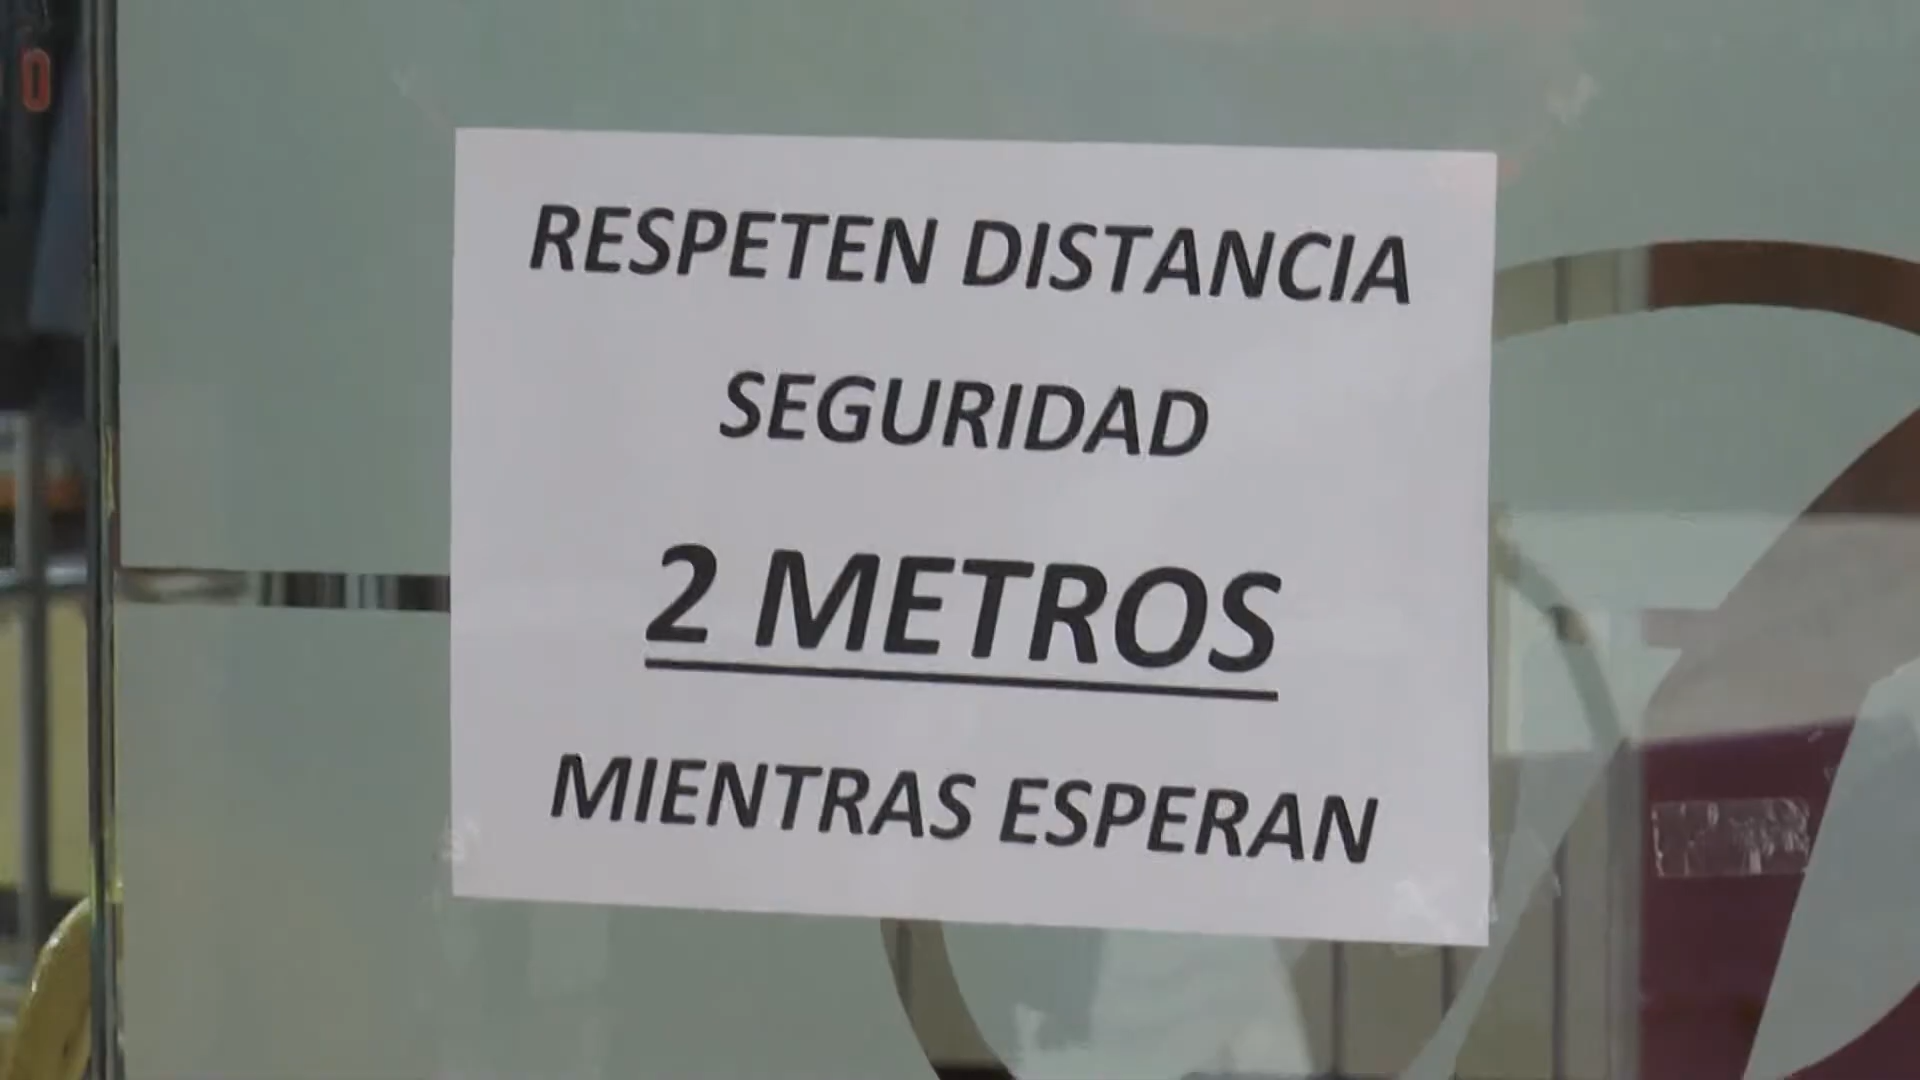 RESPETEN DISTANCIA
SEGURIDAD
2 METROS
MIENTRAS ESPERAN